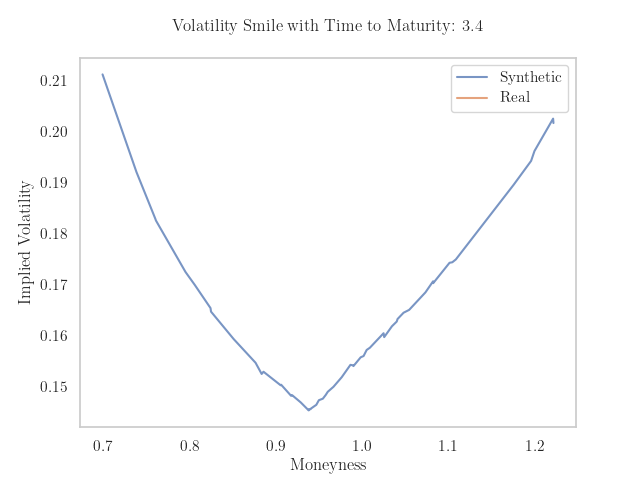 Volatility Smile with Time to Maturity: 3.4
Synthetic
Real
0.21
0.20
0.19
0.18
0.17
0.16
0.15
Implied Volatility
0.7 0.8 0.9 1.0 1.1 1.2
Moneyness